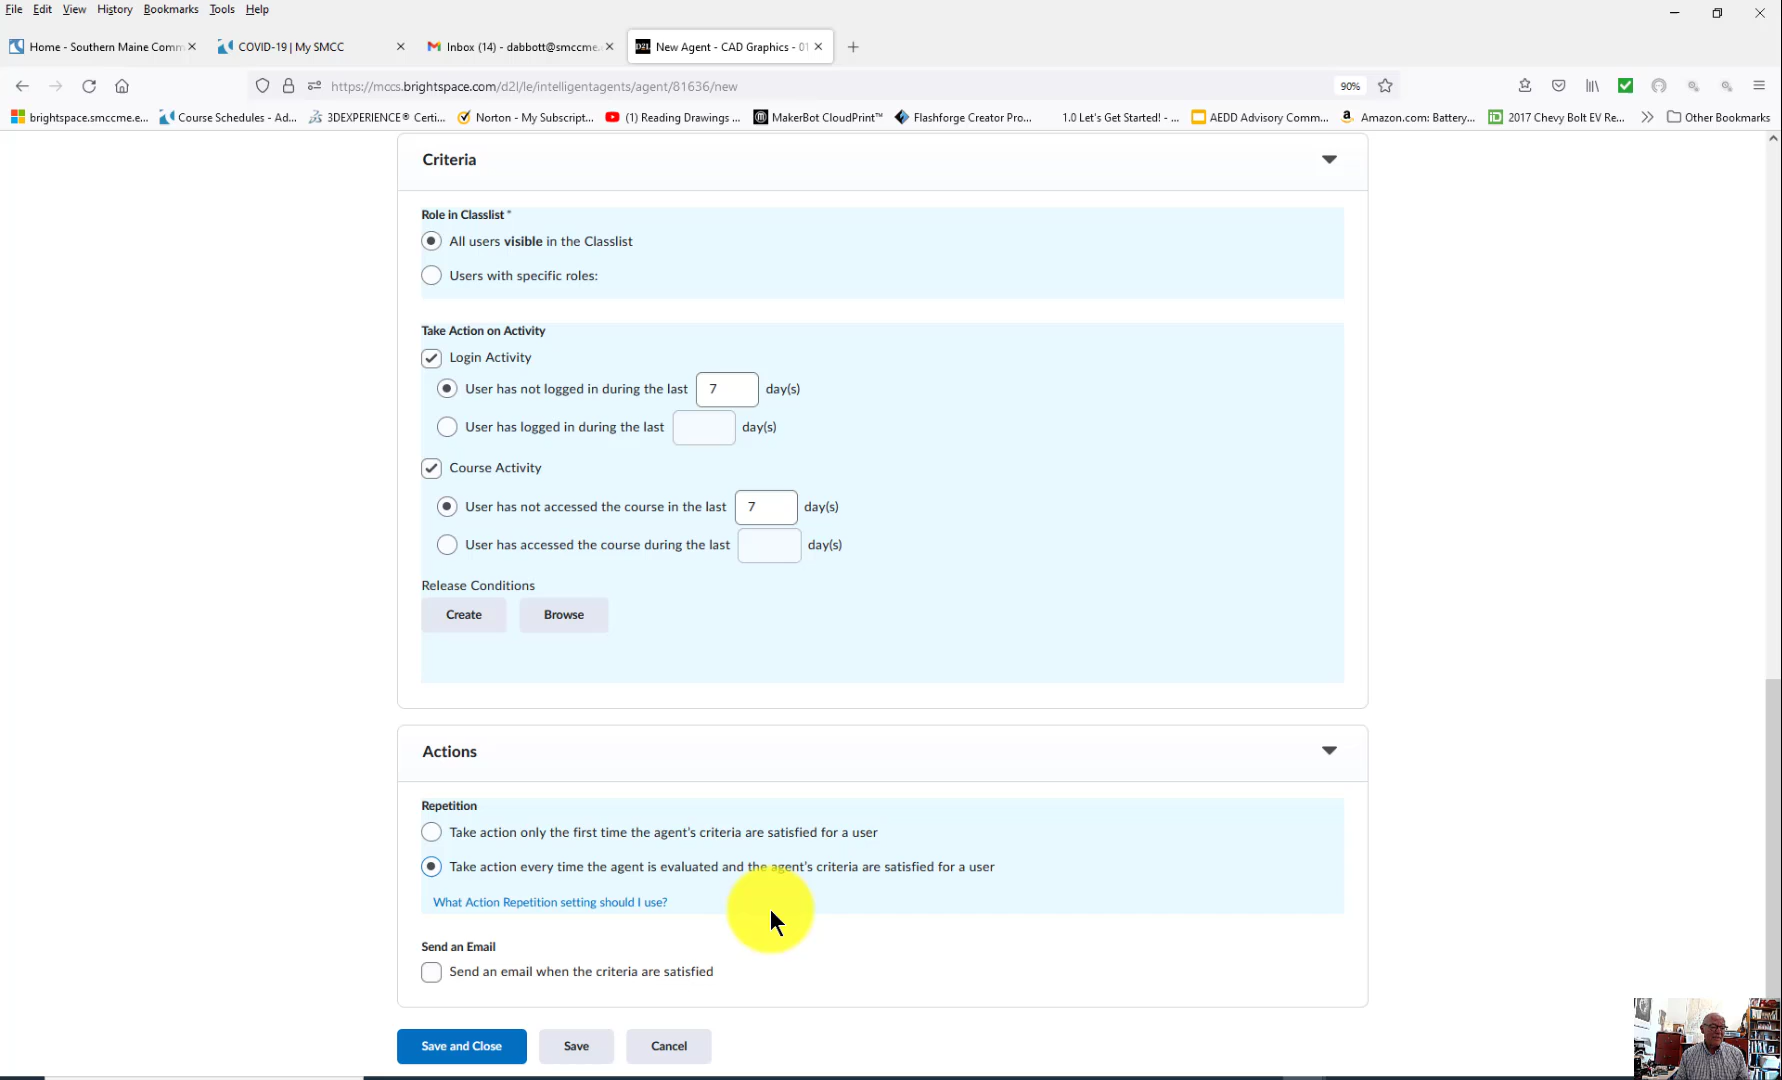 File Edit View History Bookmarks Tools Help
Home - Southern Maine Comm
COVID-19 | My SMCC
Inbox (14) - dabbott@smccme.
New Agent - CAD Graphics - 01
https://mccs.brightspace.com/d2l/le/intelligentagents/agent/81636/new
90%
brightspace.smccme.e...
Course Schedules - Ad...
3DEXPERIENCE® Certi...
Norton - My Subscript...
(1) Reading Drawings ...
MakerBot CloudPrint™
Flashforge Creator Pro...
1.0 Let's Get Started! - ...
AEDD Advisory Comm...
Amazon.com: Battery...
2017 Chevy Bolt EV Re...
Other Bookmarks
Criteria
Role in Classlist *
All users visible in the Classlist
Users with specific roles:
Take Action on Activity
Login Activity
User has not logged in during the last 7 day(s)
User has logged in during the last day(s)
Course Activity
User has not accessed the course in the last 7 day(s)
User has accessed the course during the last day(s)
Release Conditions
Create Browse
Actions
Repetition
Take action only the first time the agent's criteria are satisfied for a user
Take action every time the agent is evaluated and the agent's criteria are satisfied for a user
What Action Repetition setting should I use?
Send an Email
Send an email when the criteria are satisfied
Save and Close Save Cancel